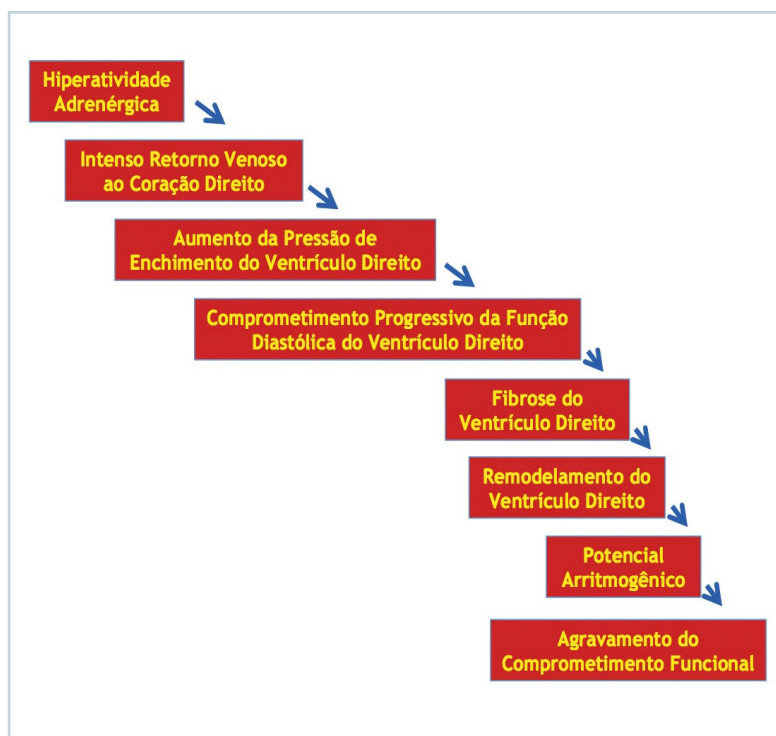 Hiperatividade
Adrenérgica
Intenso Retorno Venoso
ao Coração Direito
Aumento da Pressão de
Enchimento do Ventrículo Direito
Comprometimento Progressivo da Função
Diastólica do Ventrículo Direito
Fibrose do
Ventrículo Direito
Remodelamento do
Ventrículo Direito
Potencial
Arritmogênico
Agravamento do
Comprometimento Funcional